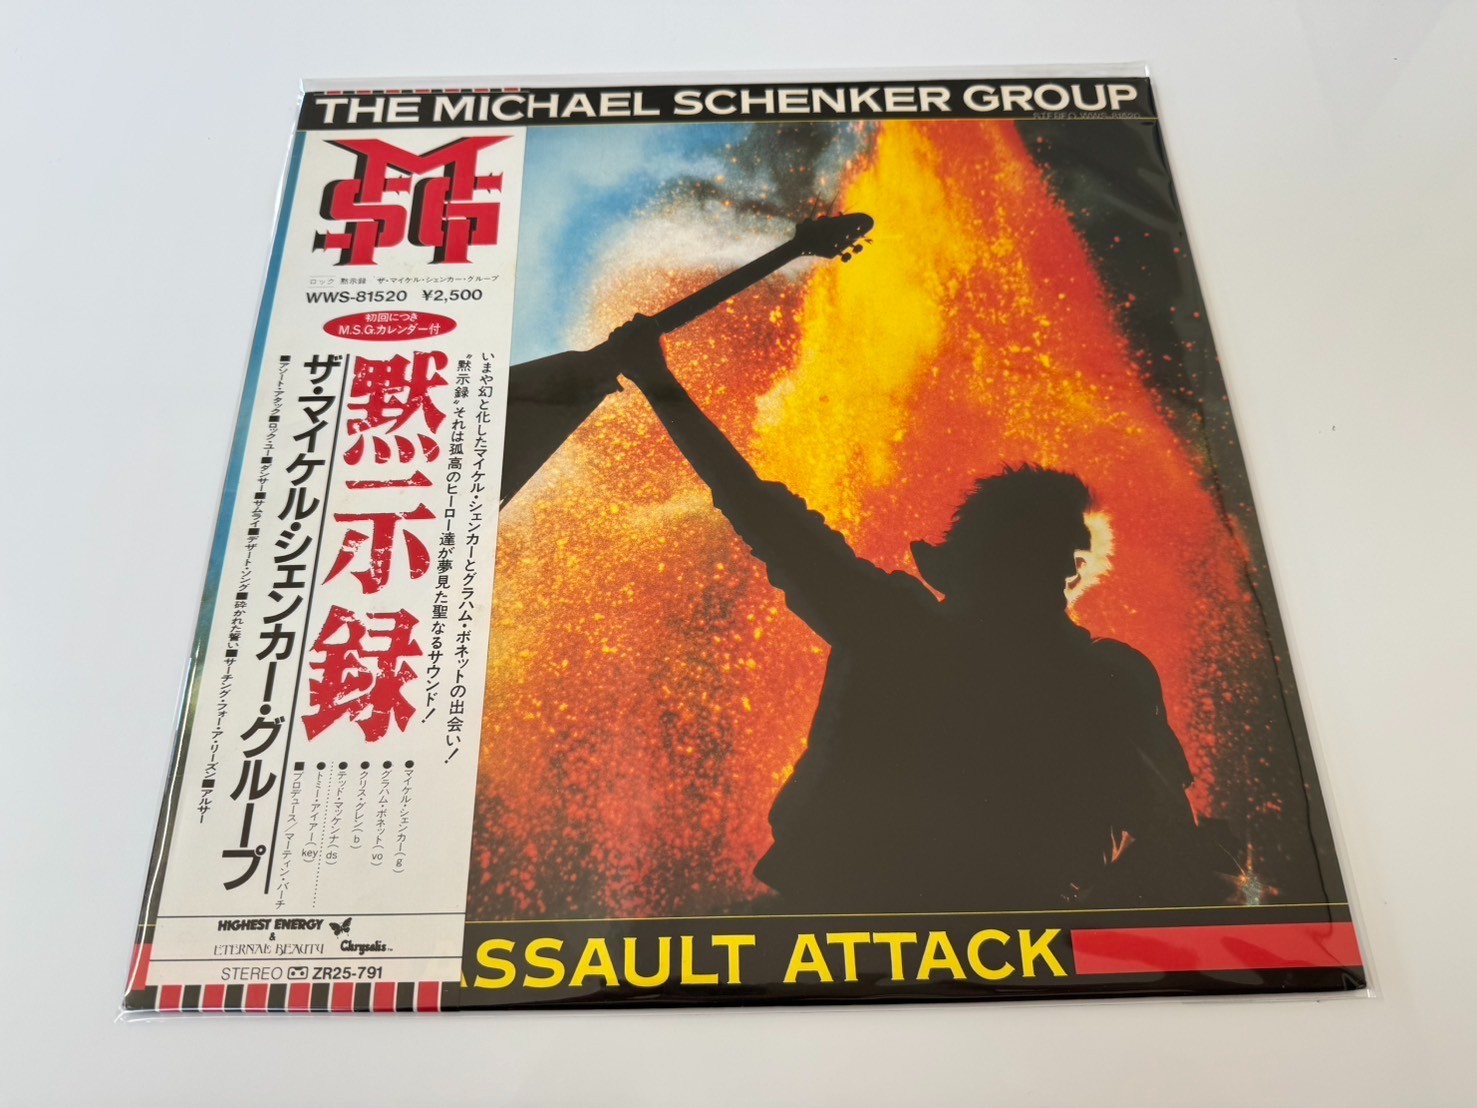 THE MICHAEL SCHENKER GROUP
STEREO WWS-81520
MSG
ロック 黙示録 ザ・マイケル・シェンカー・グループ
WWS-81520 ¥2,500
初回につき
M.S.G.カレンダー付
いまや幻と化したマイケル・シェンカーとグラハム・ボネットの出会い!
“黙示録”それは孤高のヒーロー達が夢見た聖なるサウンド!
黙示録
ザ・マイケル・シェンカー・グループ
■アソート・アタック■ロック・ユー■ダンサー■サムライ■デザート・ソング■砕かれた誓い■サーチング・フォー・ア・リーズン■アルサー
●マイケル・シェンカー(g)
●グラハム・ボネット(vo)
●クリス・グレン(b)
●テッド・マッケンナ(ds)
●トミー・アイアー(key)
■プロデュース/マーティン・バーチ
HIGHEST ENERGY
&
ETERNAL BEAUTY
Chrysalis
STEREO ZR25-791
ASSAULT ATTACK